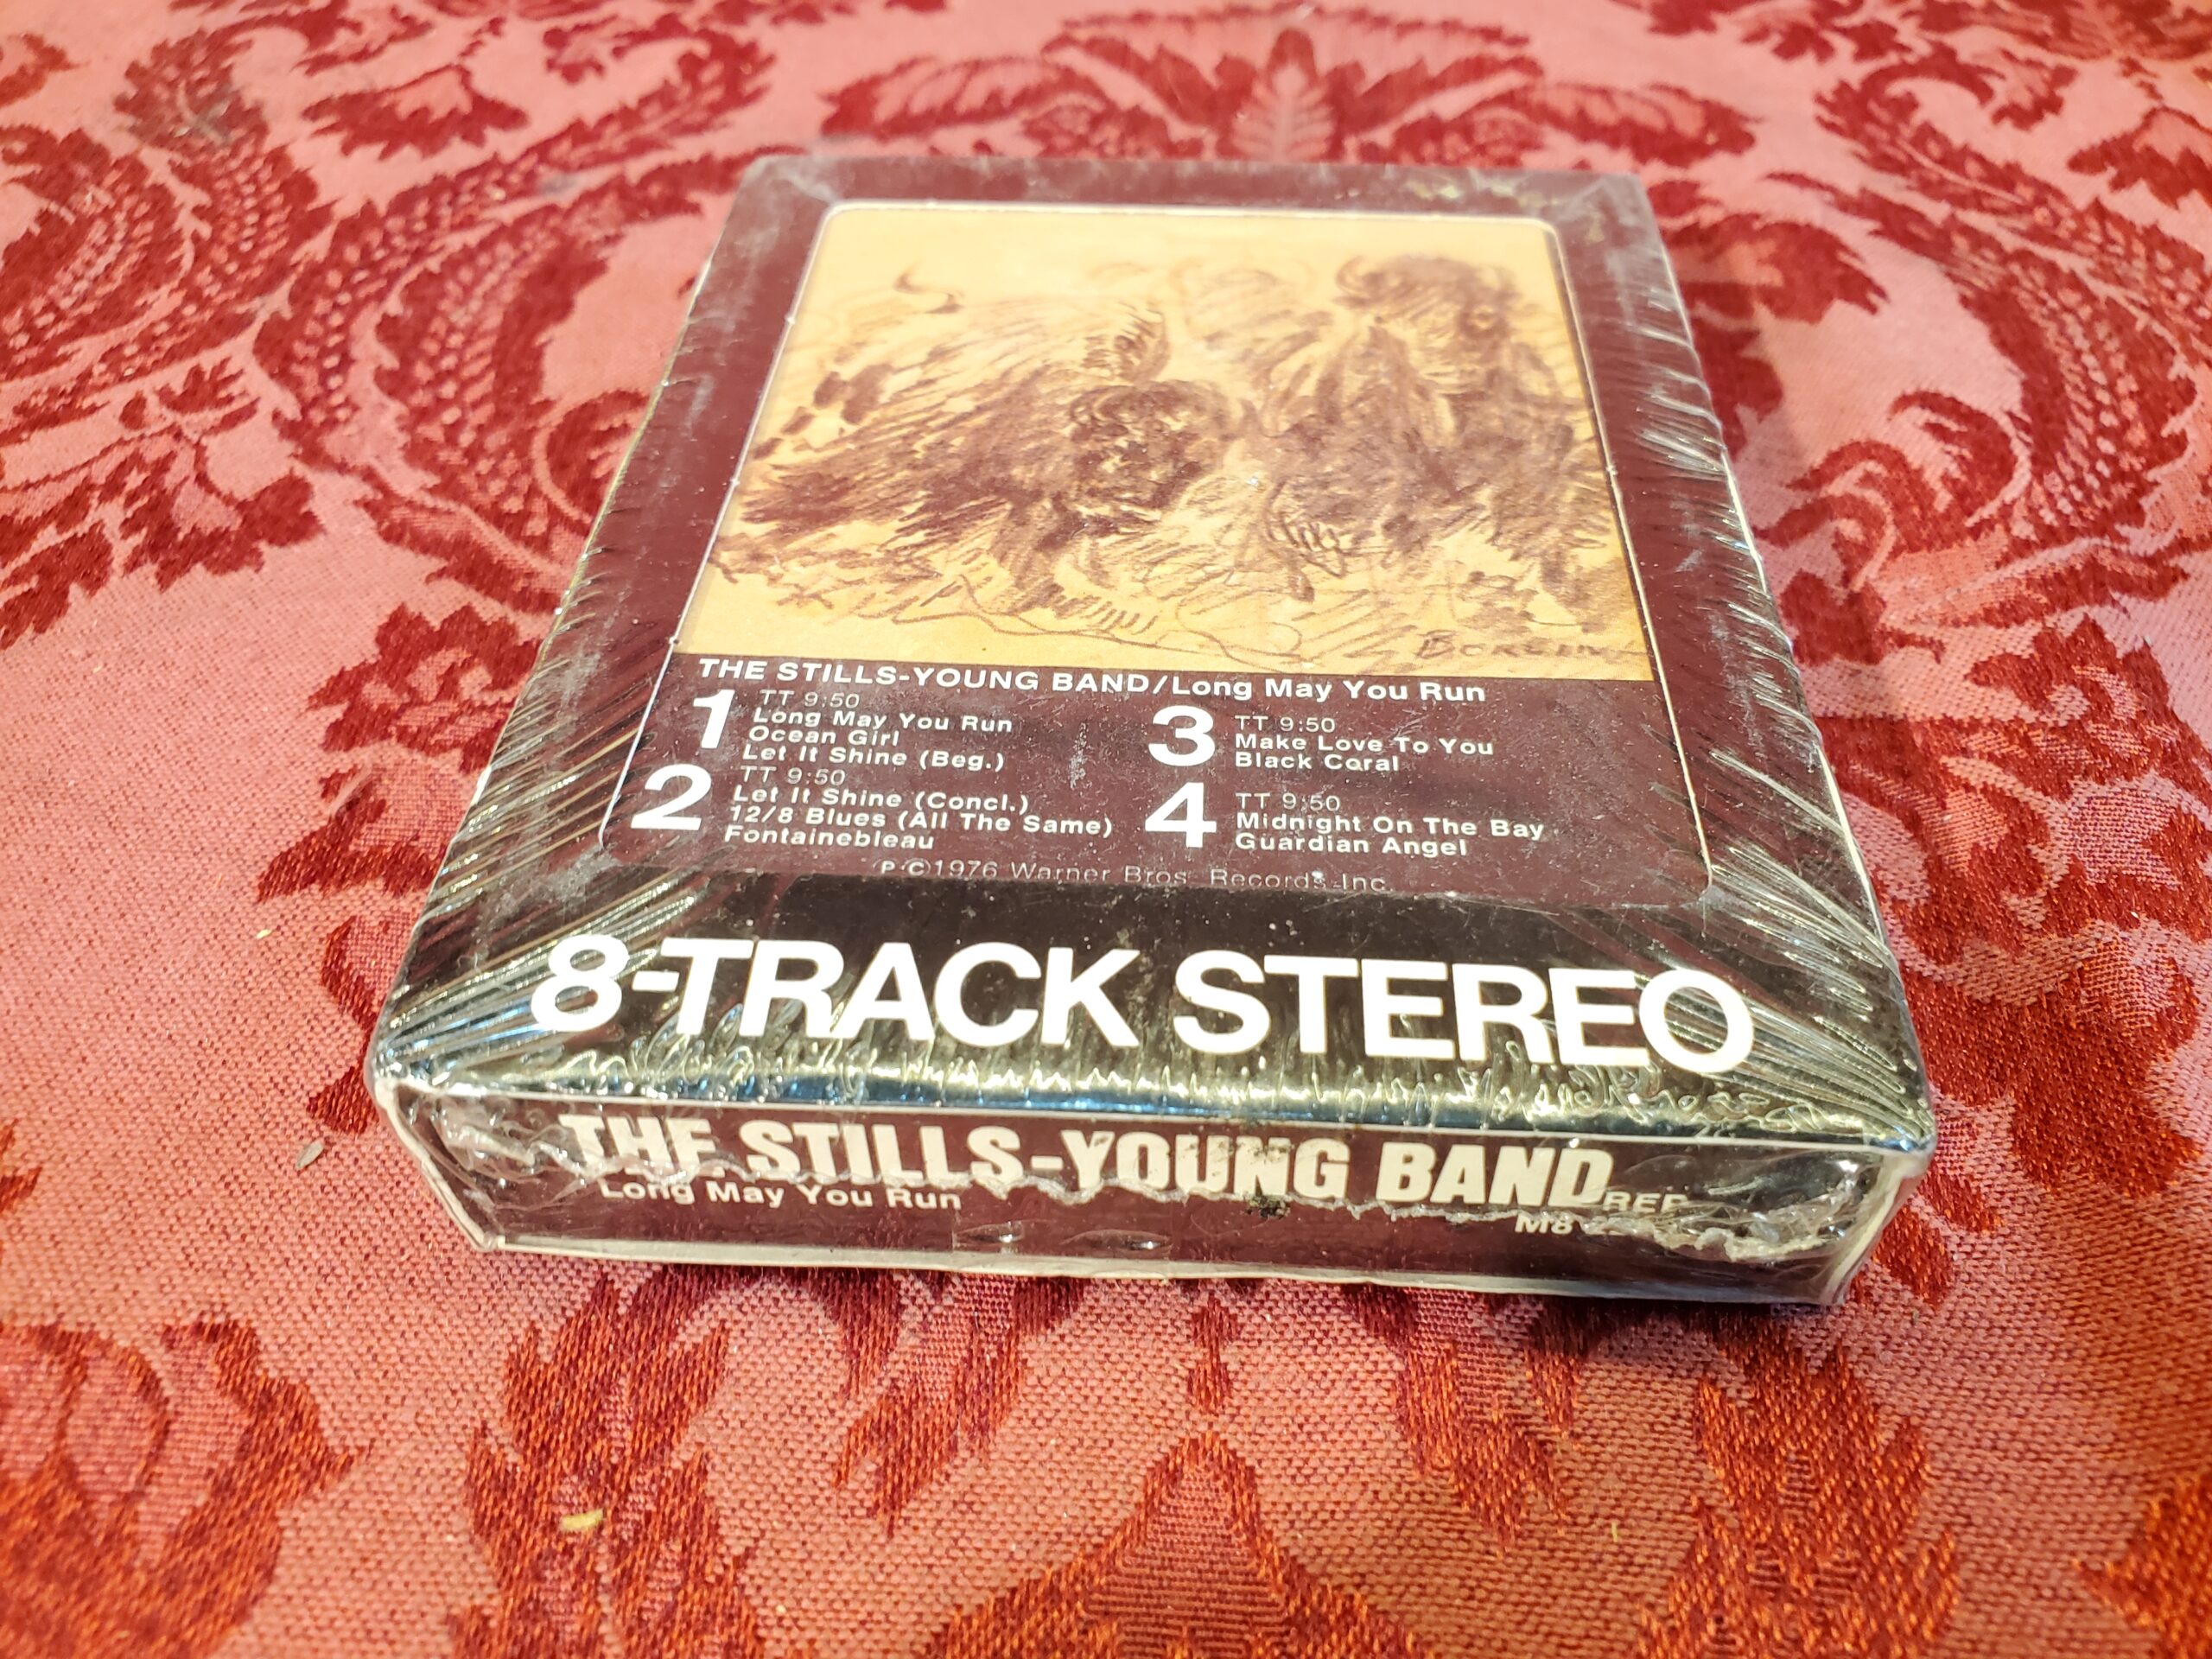 THE STILLS-YOUNG BAND/Long May You Run
1 TT 9:50
Long May You Run
Ocean Girl
Let It Shine (Beg.)
2 TT 9:50
Let It Shine (Concl.)
12/8 Blues (All The Same)
Fontainebleau
3 TT 9:50
Make Love To You
Black Coral
4 TT 9:50
Midnight On The Bay
Guardian Angel
℗·©1976 Warner Bros. Records Inc.
8-TRACK STEREO
THE STILLS-YOUNG BAND
Long May You Run
REP
M8